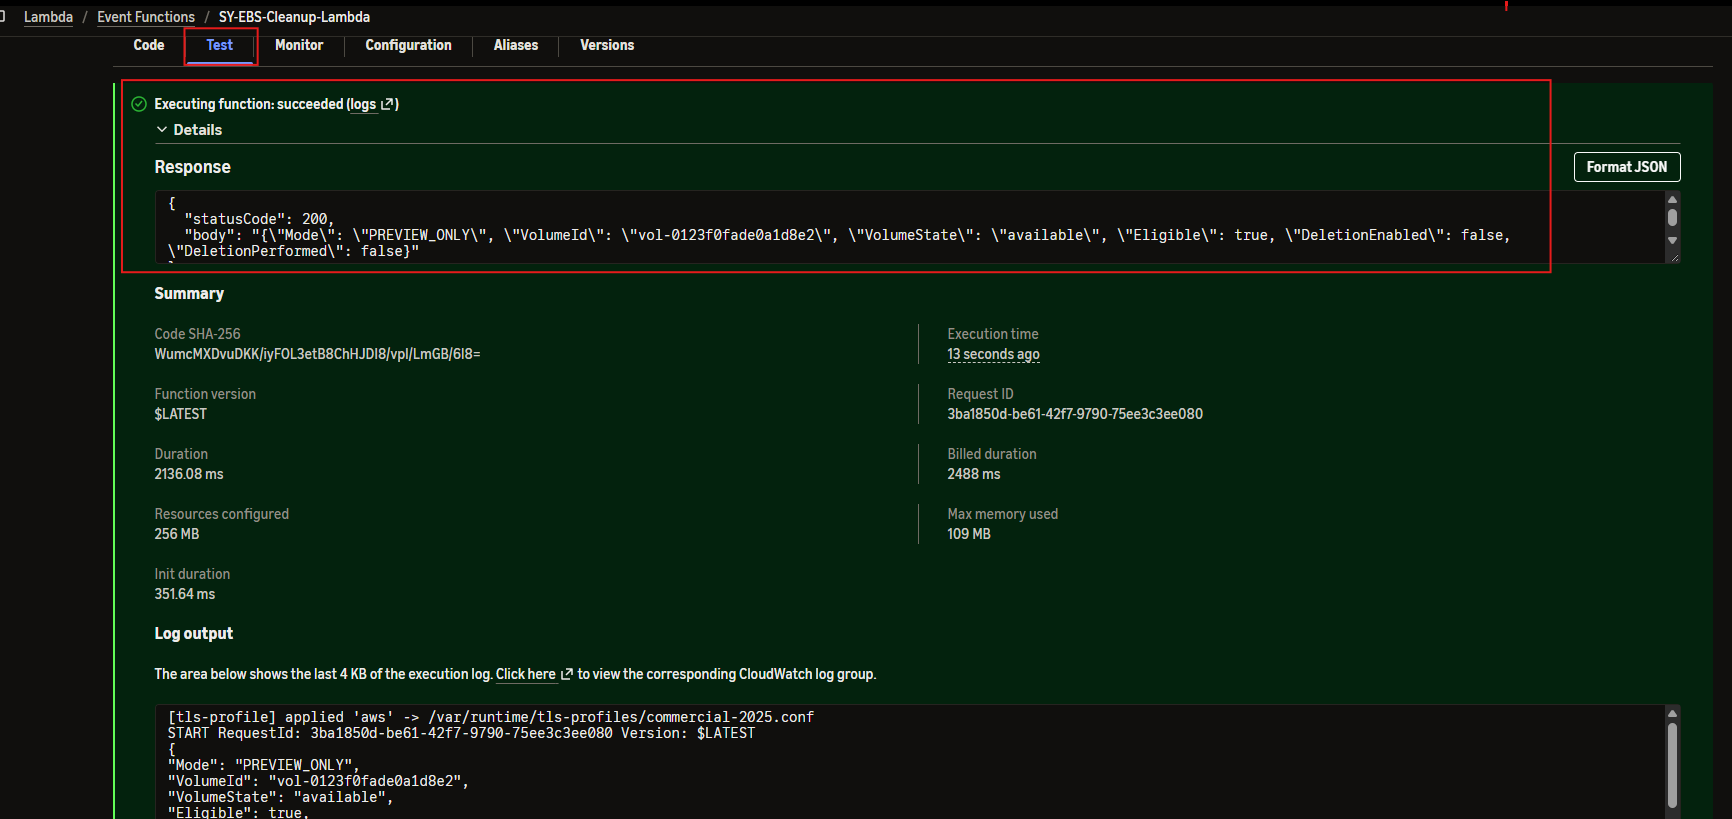 Lambda / Event Functions / SY-EBS-Cleanup-Lambda
Code Test Monitor Configuration Aliases Versions
Executing function: succeeded (logs)
Details
Response
Format JSON
{
"statusCode": 200,
"body": "{\"Mode\": \"PREVIEW_ONLY\", \"VolumeId\": \"vol-0123f0fade0a1d8e2\", \"VolumeState\": \"available\", \"Eligible\": true, \"DeletionEnabled\": false,
\"DeletionPerformed\": false}"
Summary
Code SHA-256
WumcMXDvuDKK/iyFOL3etB8ChHJDI8/vpl/LmGB/6I8=
Execution time
13 seconds ago
Function version
$LATEST
Request ID
3ba1850d-be61-42f7-9790-75ee3c3ee080
Duration
2136.08 ms
Billed duration
2488 ms
Resources configured
256 MB
Max memory used
109 MB
Init duration
351.64 ms
Log output
The area below shows the last 4 KB of the execution log. Click here to view the corresponding CloudWatch log group.
[tls-profile] applied 'aws' -> /var/runtime/tls-profiles/commercial-2025.conf
START RequestId: 3ba1850d-be61-42f7-9790-75ee3c3ee080 Version: $LATEST
{
"Mode": "PREVIEW_ONLY",
"VolumeId": "vol-0123f0fade0a1d8e2",
"VolumeState": "available",
"Eligible": true,